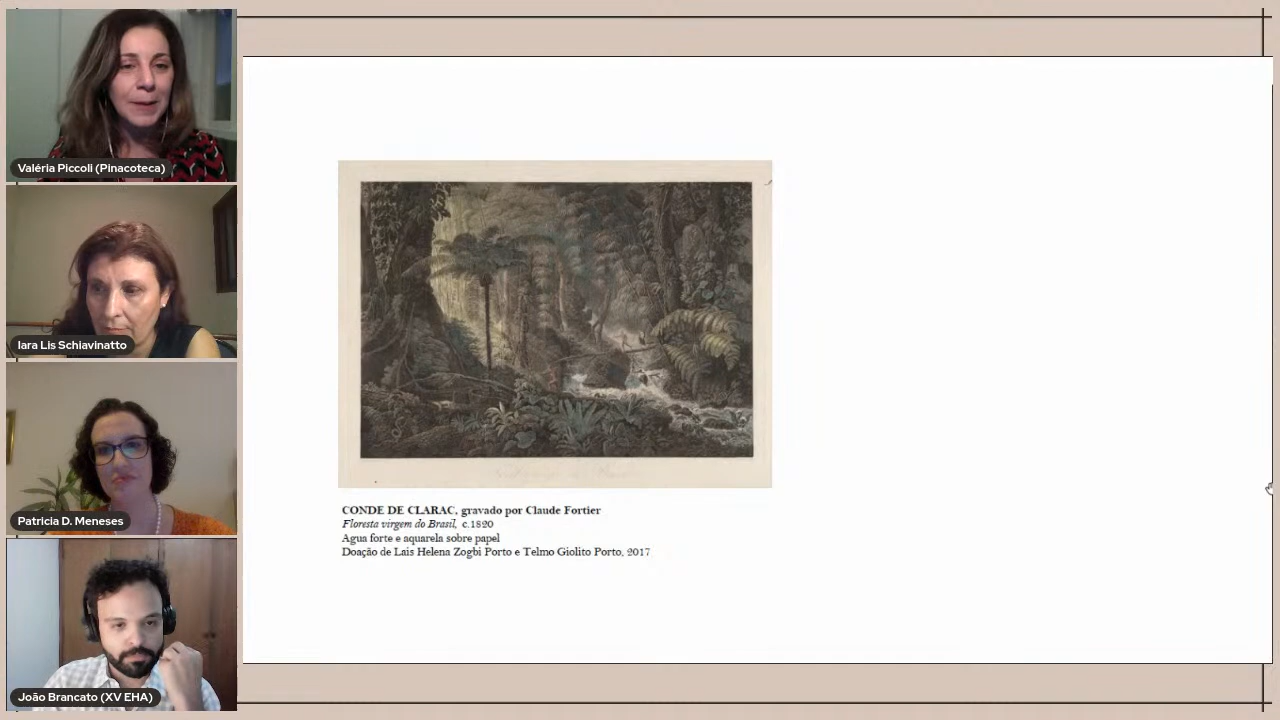 Valéria Piccoli (Pinacoteca)
Iara Lis Schiavinatto
Patricia D. Meneses
João Brancato (XV EHA)
CONDE DE CLARAC, gravado por Claude Fortier
Floresta virgem do Brasil, c.1820
Agua forte e aquarela sobre papel
Doação de Lais Helena Zogbi Porto e Telmo Giolito Porto, 2017